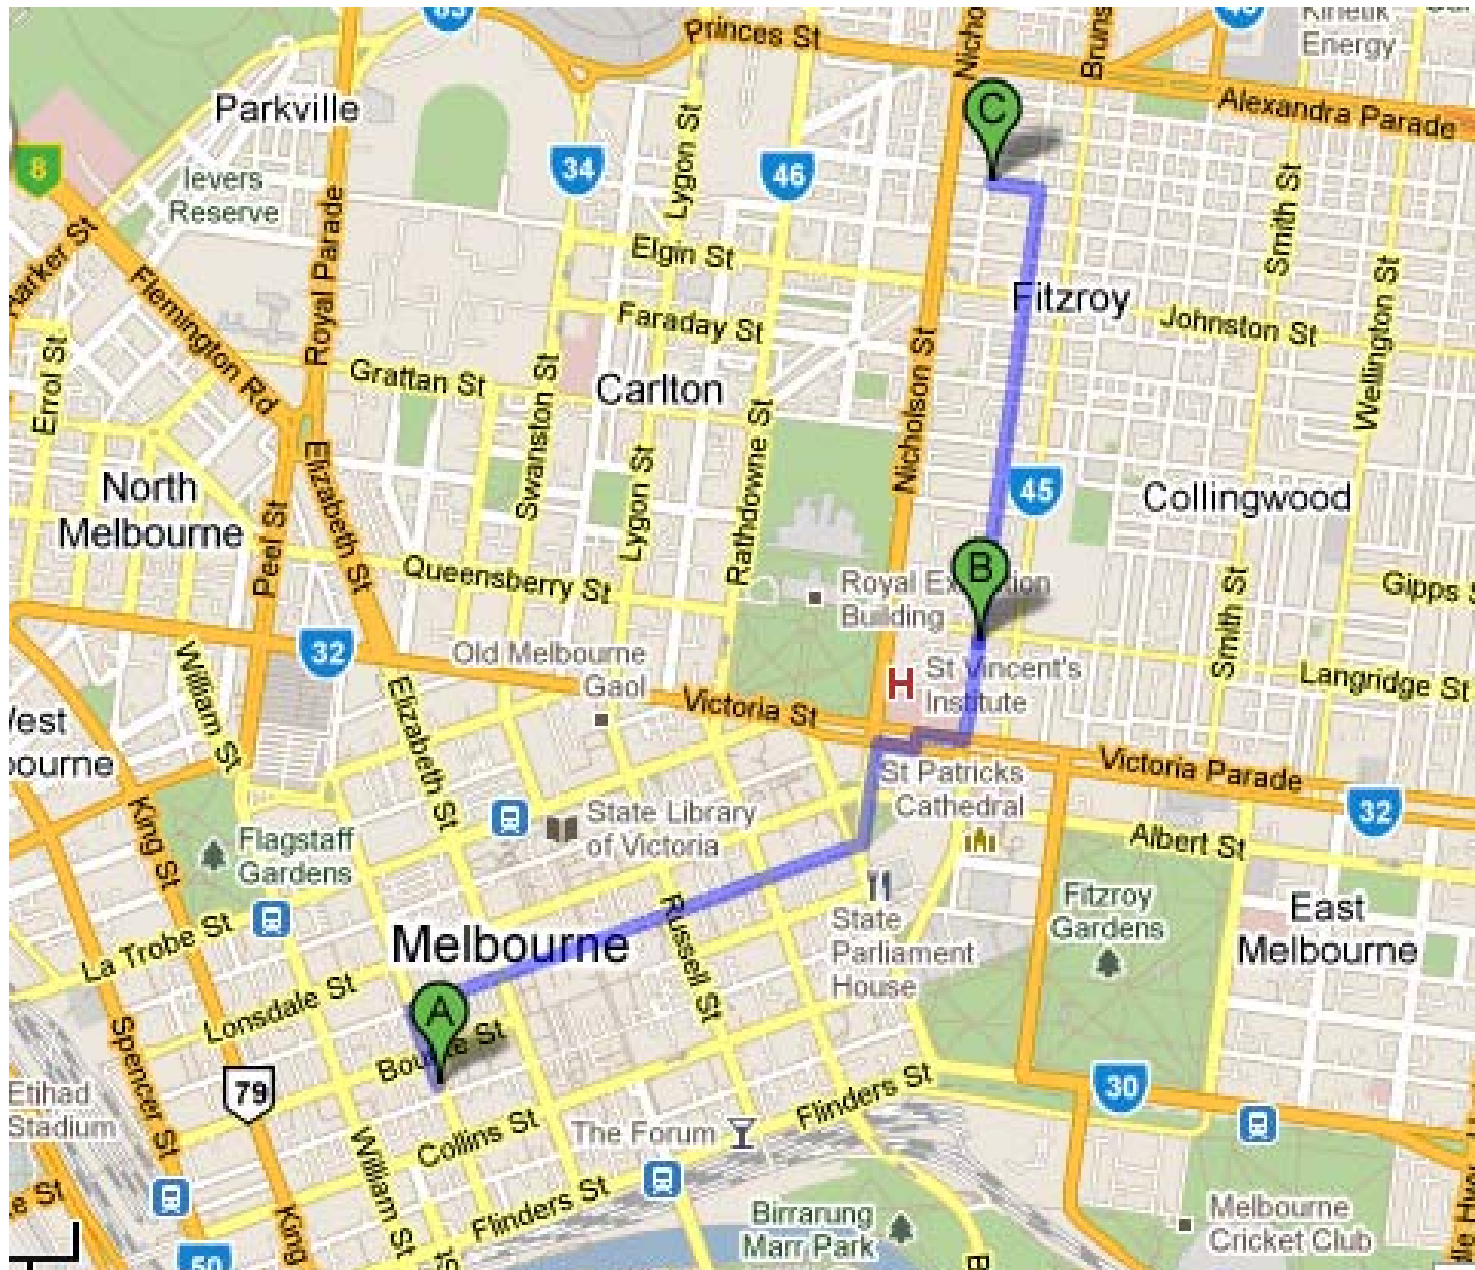 Princes St
Nicho
Bruns
Kinetik
Energy
Alexandra Parade
Parkville
C
34
46
8
Ievers
Reserve
Lygon St
Smith St
Royal Parade
Elgin St
Fitzroy
Flemington Rd
Faraday St
Johnston St
Wellington St
Errol St
Grattan St
Carlton
Swanston St
Nicholson St
Rathdowne St
Lygon St
Elizabeth St
North
Melbourne
Peel St
45
Collingwood
B
Queensberry St
Royal Ex ion
Building
Gipps S
Smith St
32
Old Melbourne
Gaol
St Vincent's
Institute
H
Langridge St
William St
Elizabeth St
Victoria St
Victoria Parade
St Patricks
Cathedral
32
King St
State Library
of Victoria
Albert St
Flagstaff
Gardens
Fitzroy
Gardens
East
Melbourne
La Trobe St
Melbourne
Russell St
State
Parliament
House
Lonsdale St
A
Bou e St
Spencer St
79
Etihad
Stadium
Flinders St
30
Collins St
The Forum
William St
Flinders St
e St
King
Birrarung
Marr Park
Melbourne
Cricket Club
50
B